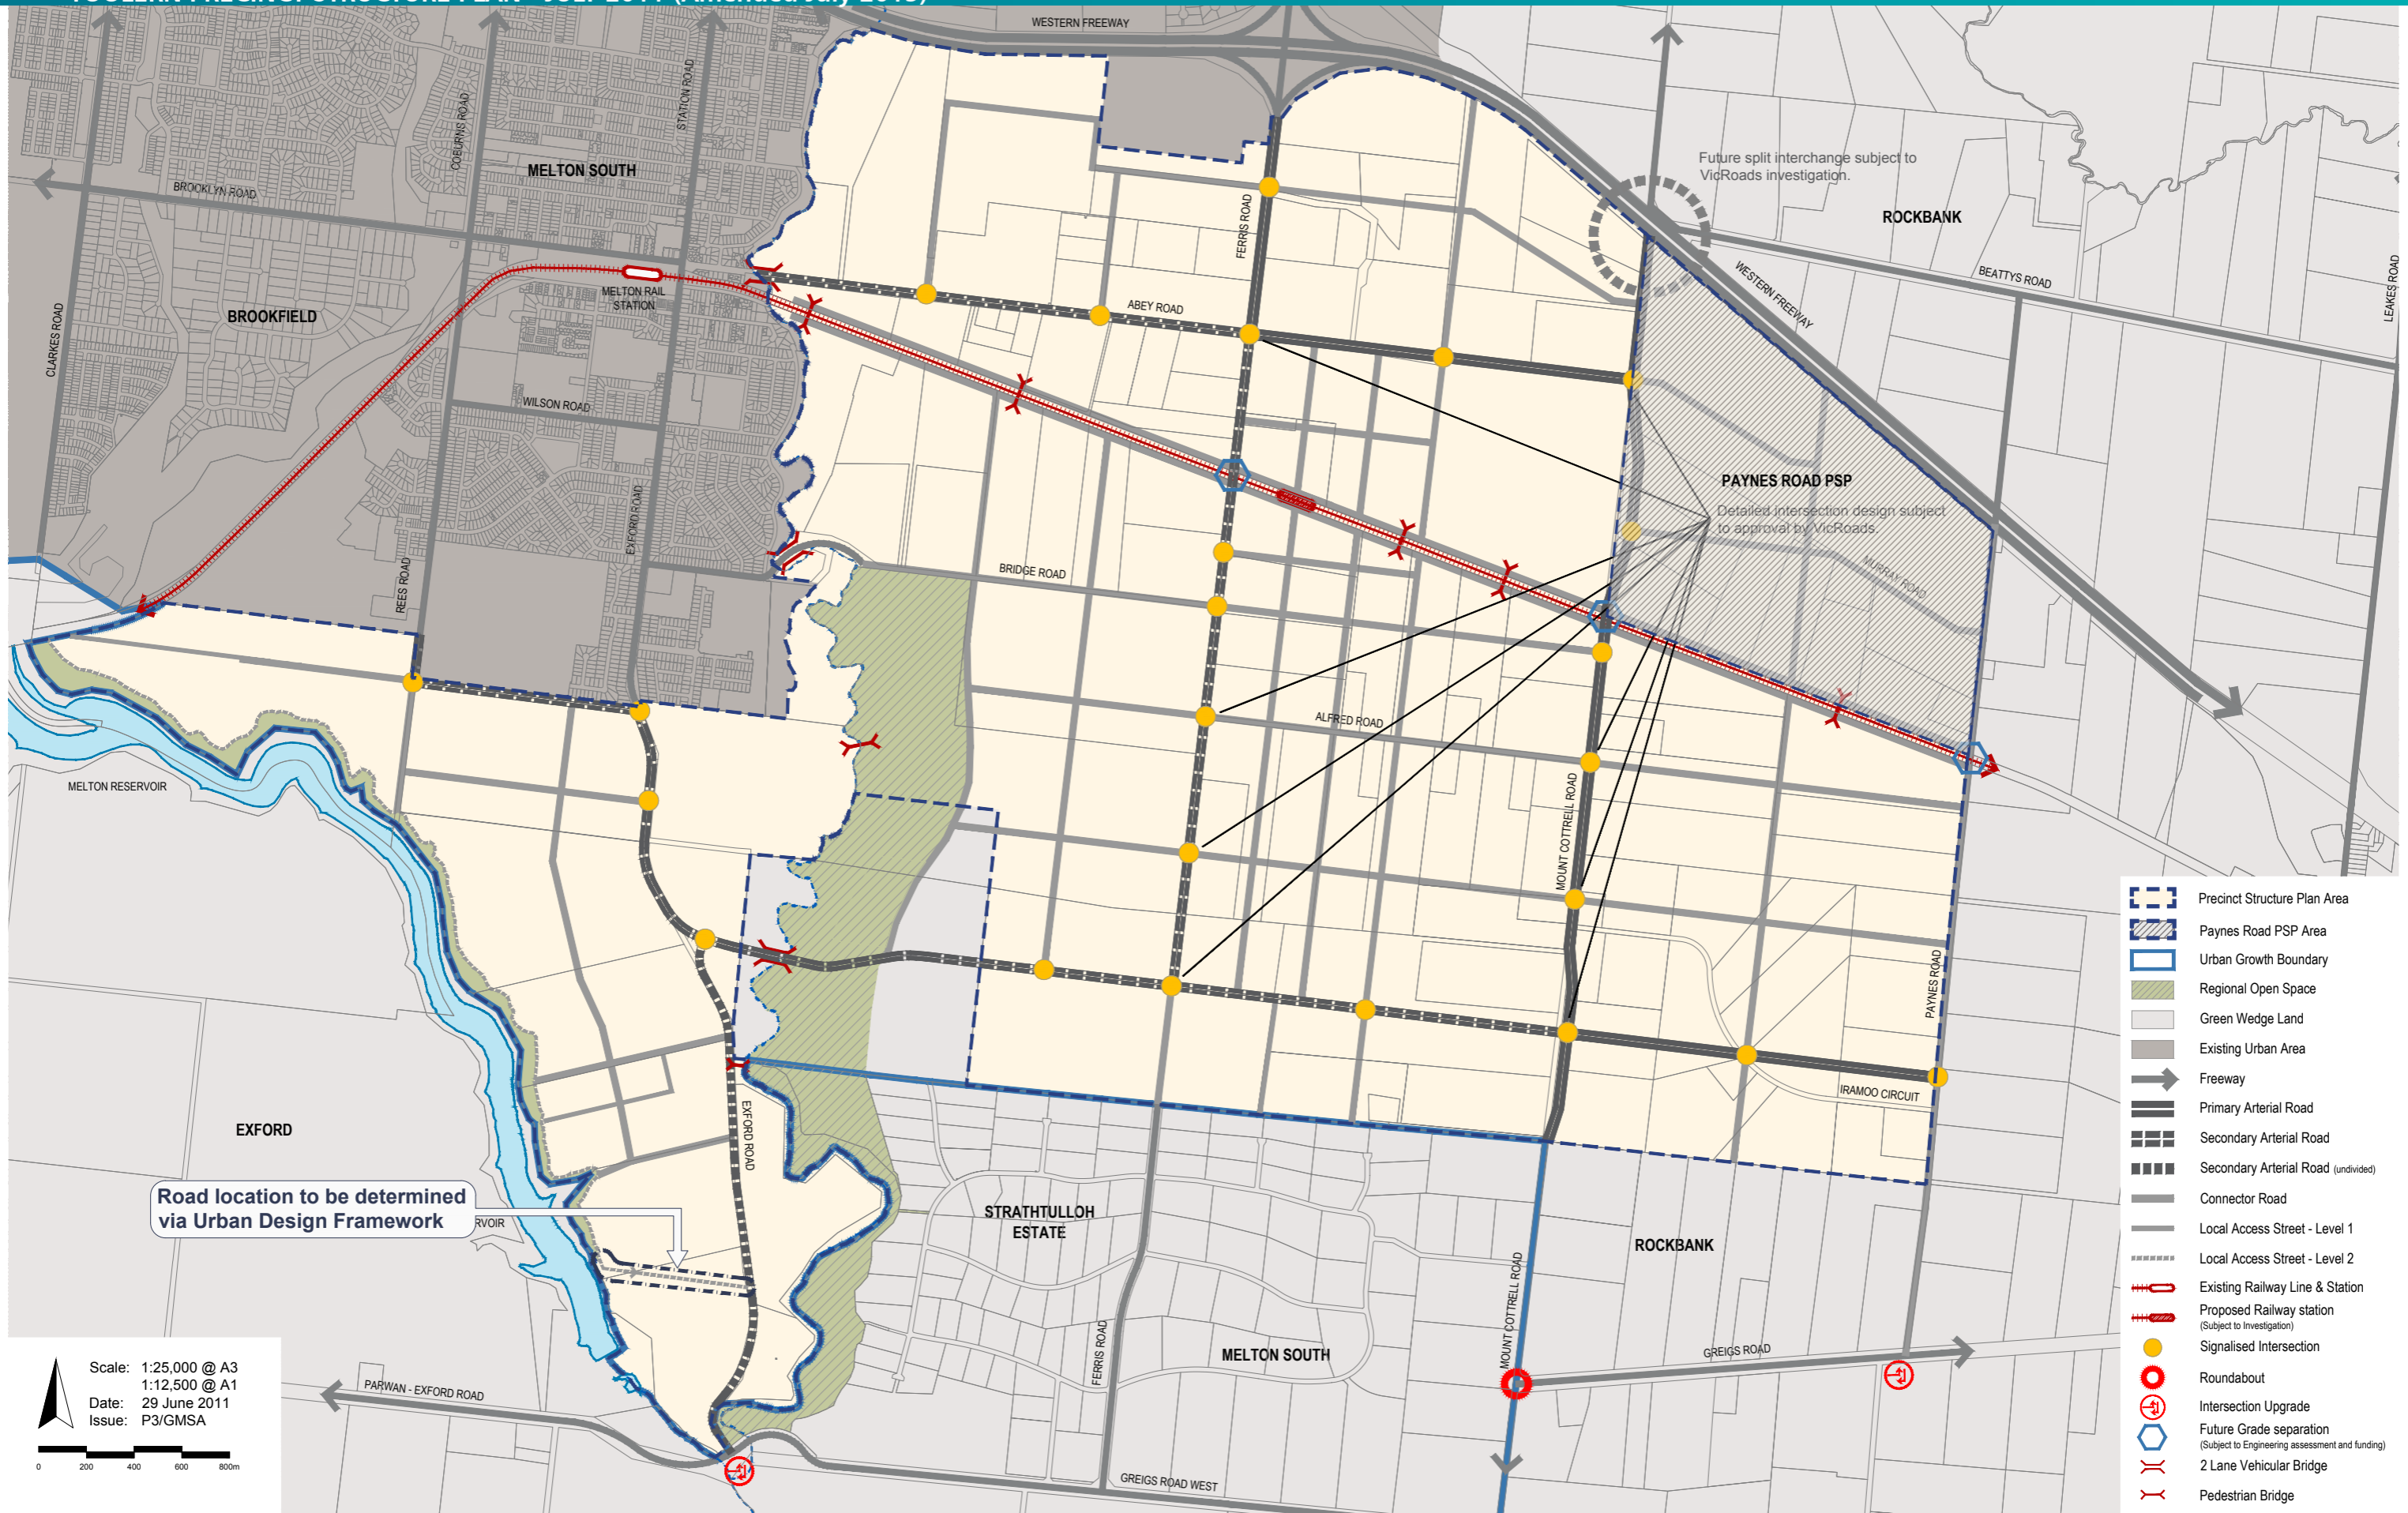 TOOLERN PRECINCT STRUCTURE PLAN - JULY 2011 (Amended July 2015)
WESTERN FREEWAY
STATION ROAD
COBURNS ROAD
MELTON SOUTH
BROOKLYN ROAD
Future split interchange subject to
VicRoads investigation.
ROCKBANK
FERRIS ROAD
BEATTYS ROAD
WESTERN FREEWAY
LEAKES ROAD
MELTON RAIL
STATION
ABEY ROAD
BROOKFIELD
CLARKES ROAD
WILSON ROAD
PAYNES ROAD PSP
Detailed intersection design subject
to approval by VicRoads.
EXFORD ROAD
BRIDGE ROAD
MURRAY ROAD
REES ROAD
ALFRED ROAD
MELTON RESERVOIR
MOUNT COTTRELL ROAD
PAYNES ROAD
IRAMOO CIRCUIT
EXFORD
EXFORD ROAD
Road location to be determined
via Urban Design Framework
RVOIR
STRATHTULLOH
ESTATE
ROCKBANK
MOUNT COTTRELL ROAD
FERRIS ROAD
MELTON SOUTH
GREIGS ROAD
PARWAN - EXFORD ROAD
GREIGS ROAD WEST
Scale: 1:25,000 @ A3
1:12,500 @ A1
Date: 29 June 2011
Issue: P3/GMSA
0 200 400 600 800m
Precinct Structure Plan Area
Paynes Road PSP Area
Urban Growth Boundary
Regional Open Space
Green Wedge Land
Existing Urban Area
Freeway
Primary Arterial Road
Secondary Arterial Road
Secondary Arterial Road (undivided)
Connector Road
Local Access Street - Level 1
Local Access Street - Level 2
Existing Railway Line & Station
Proposed Railway station
(Subject to Investigation)
Signalised Intersection
Roundabout
Intersection Upgrade
Future Grade separation
(Subject to Engineering assessment and funding)
2 Lane Vehicular Bridge
Pedestrian Bridge